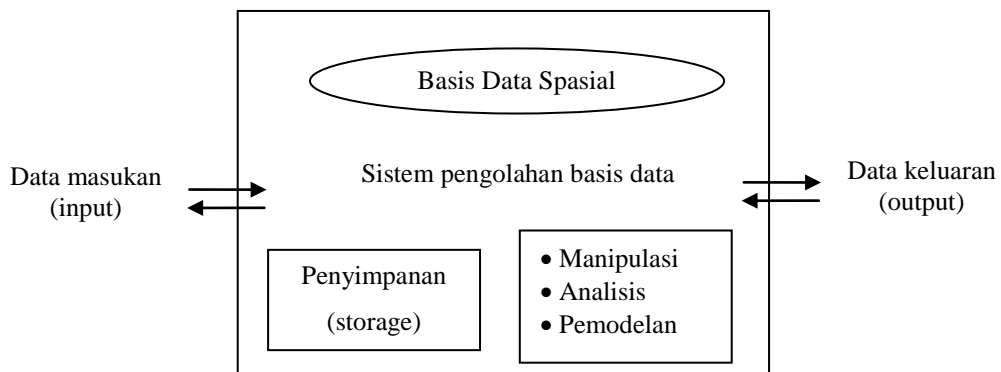 Basis Data Spasial
Data masukan
(input)
Sistem pengolahan basis data
Data keluaran
(output)
Penyimpanan
(storage)
• Manipulasi
• Analisis
• Pemodelan